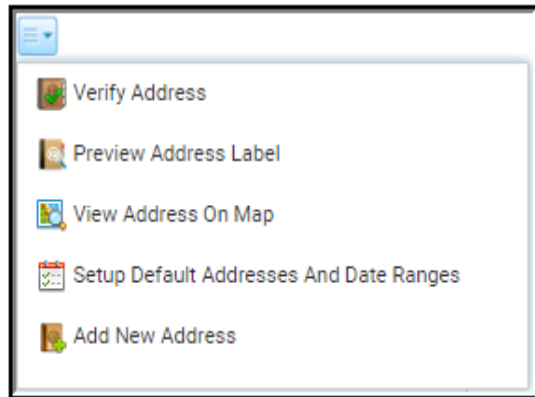 Verify Address
Preview Address Label
View Address On Map
Setup Default Addresses And Date Ranges
Add New Address